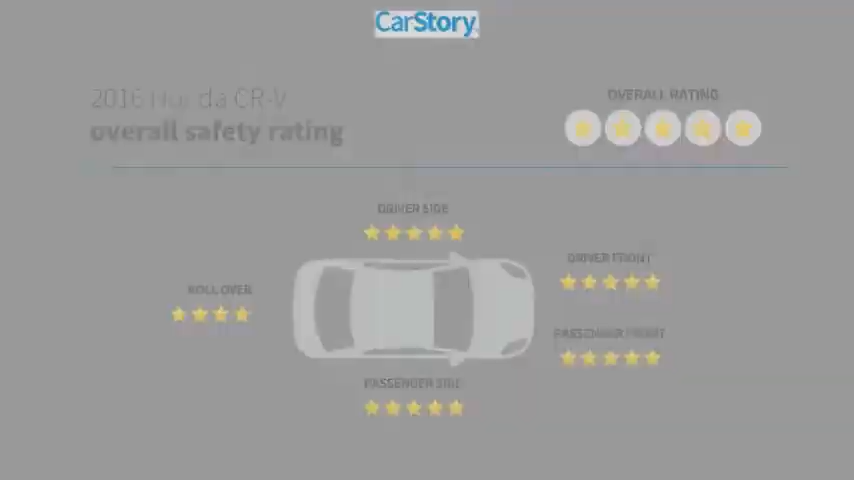 CarStory
2016 Honda CR-V
overall safety rating
OVERALL RATING
DRIVER SIDE
DRIVER FRONT
ROLL OVER
PASSENGER FRONT
PASSENGER SIDE